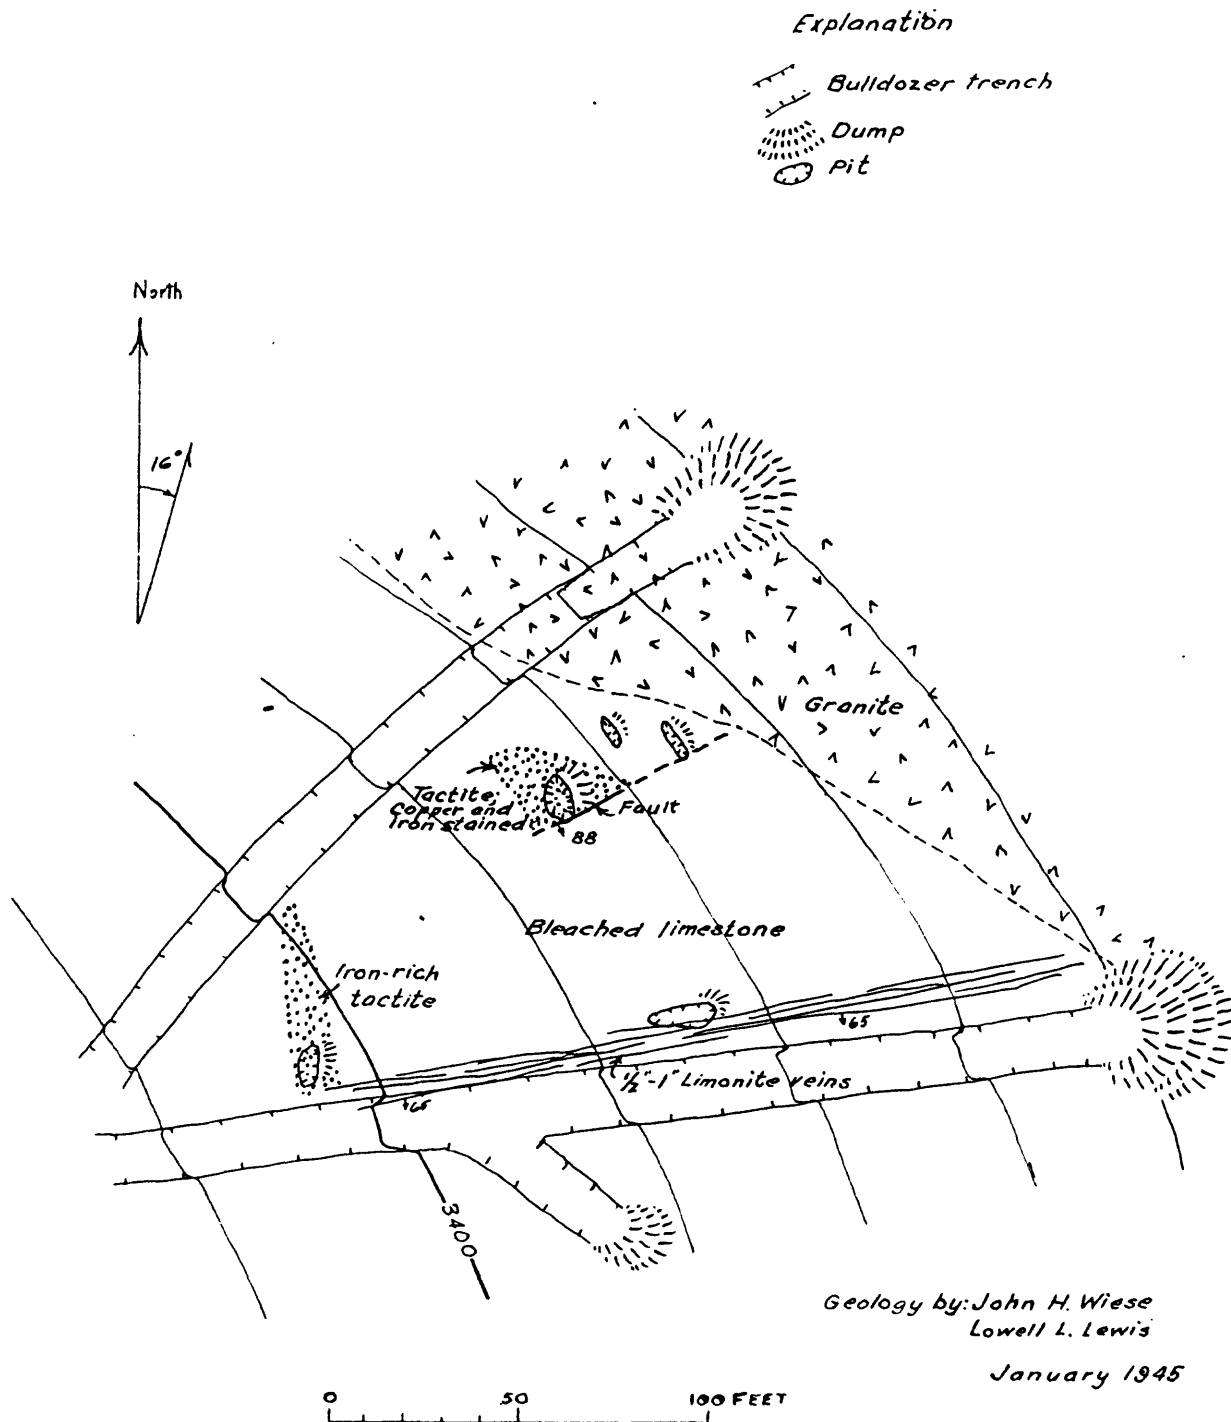 Explanation
Bulldozer trench
Dump
Pit
North
16°
Granite
Tactite,
Copper and
Iron stained
Fault
88
Bleached limestone
Iron-rich
tactite
65
½"-1" Limonite veins
65
3400
Geology by: John H. Wiese
Lowell L. Lewis
January 1945
0 50 100 FEET